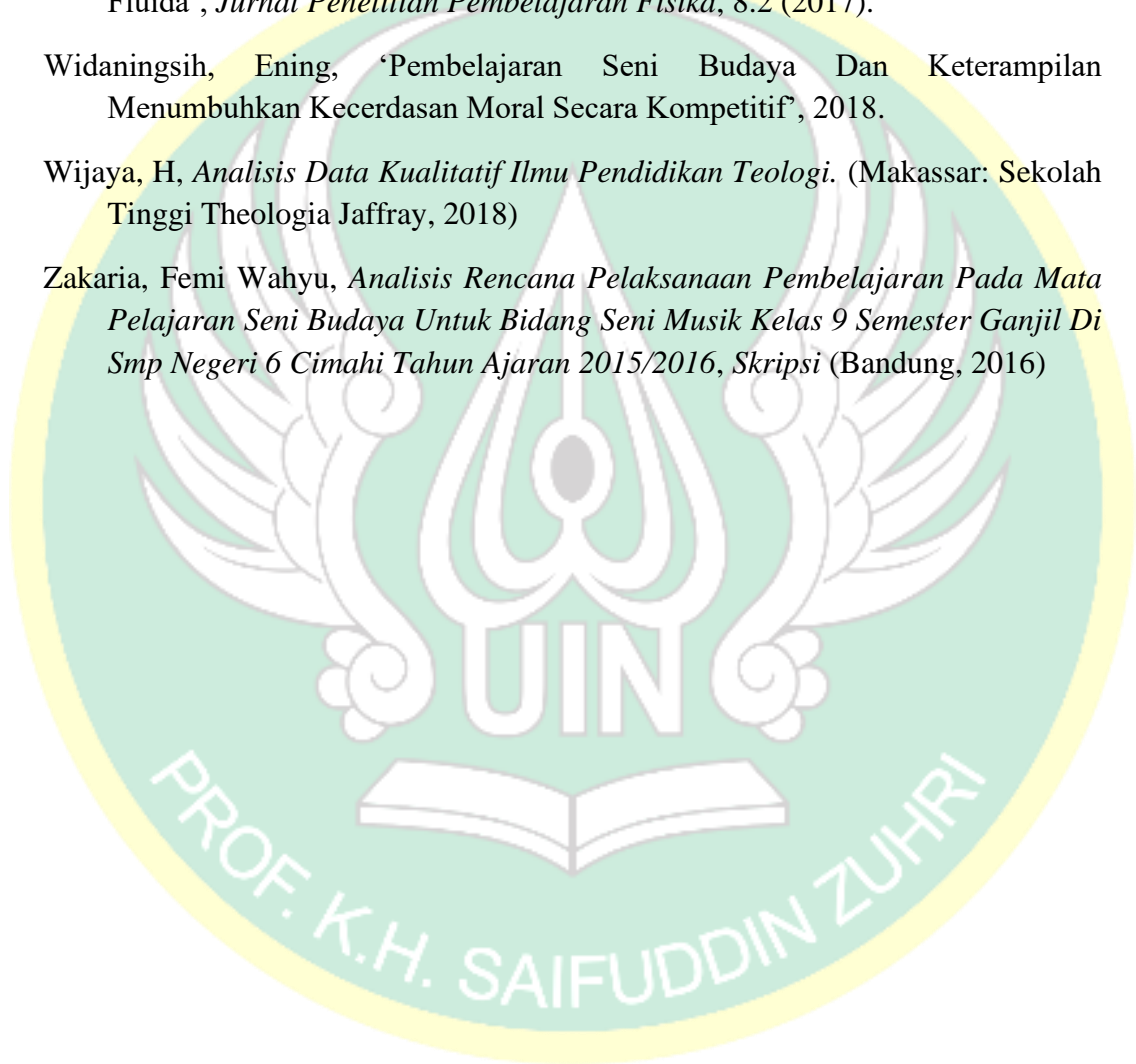 Fluida', Jurnal Penelitian Pembelajaran Fisika, 8.2 (2017).
Widaningsih, Ening, 'Pembelajaran Seni Budaya Dan Keterampilan
Menumbuhkan Kecerdasan Moral Secara Kompetitif', 2018.
Wijaya, H, Analisis Data Kualitatif Ilmu Pendidikan Teologi. (Makassar: Sekolah
Tinggi Theologia Jaffray, 2018)
Zakaria, Femi Wahyu, Analisis Rencana Pelaksanaan Pembelajaran Pada Mata
Pelajaran Seni Budaya Untuk Bidang Seni Musik Kelas 9 Semester Ganjil Di
Smp Negeri 6 Cimahi Tahun Ajaran 2015/2016, Skripsi (Bandung, 2016)
UIN
PROF. K.H. SAIFUDDIN ZUHRI